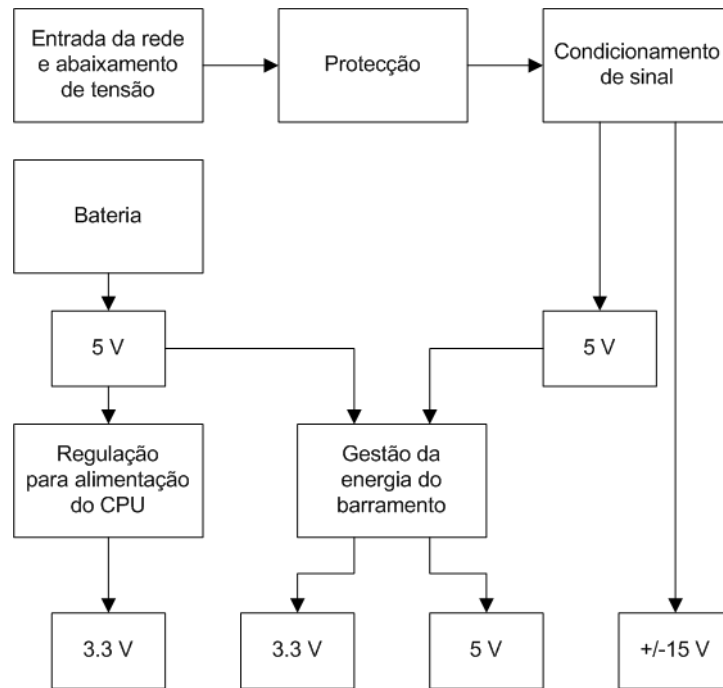 Entrada da rede
e abaixamento
de tensão
Protecção
Condicionamento
de sinal
Bateria
5 V
5 V
Regulação
para alimentação
do CPU
Gestão da
energia do
barramento
3.3 V
3.3 V
5 V
+/-15 V